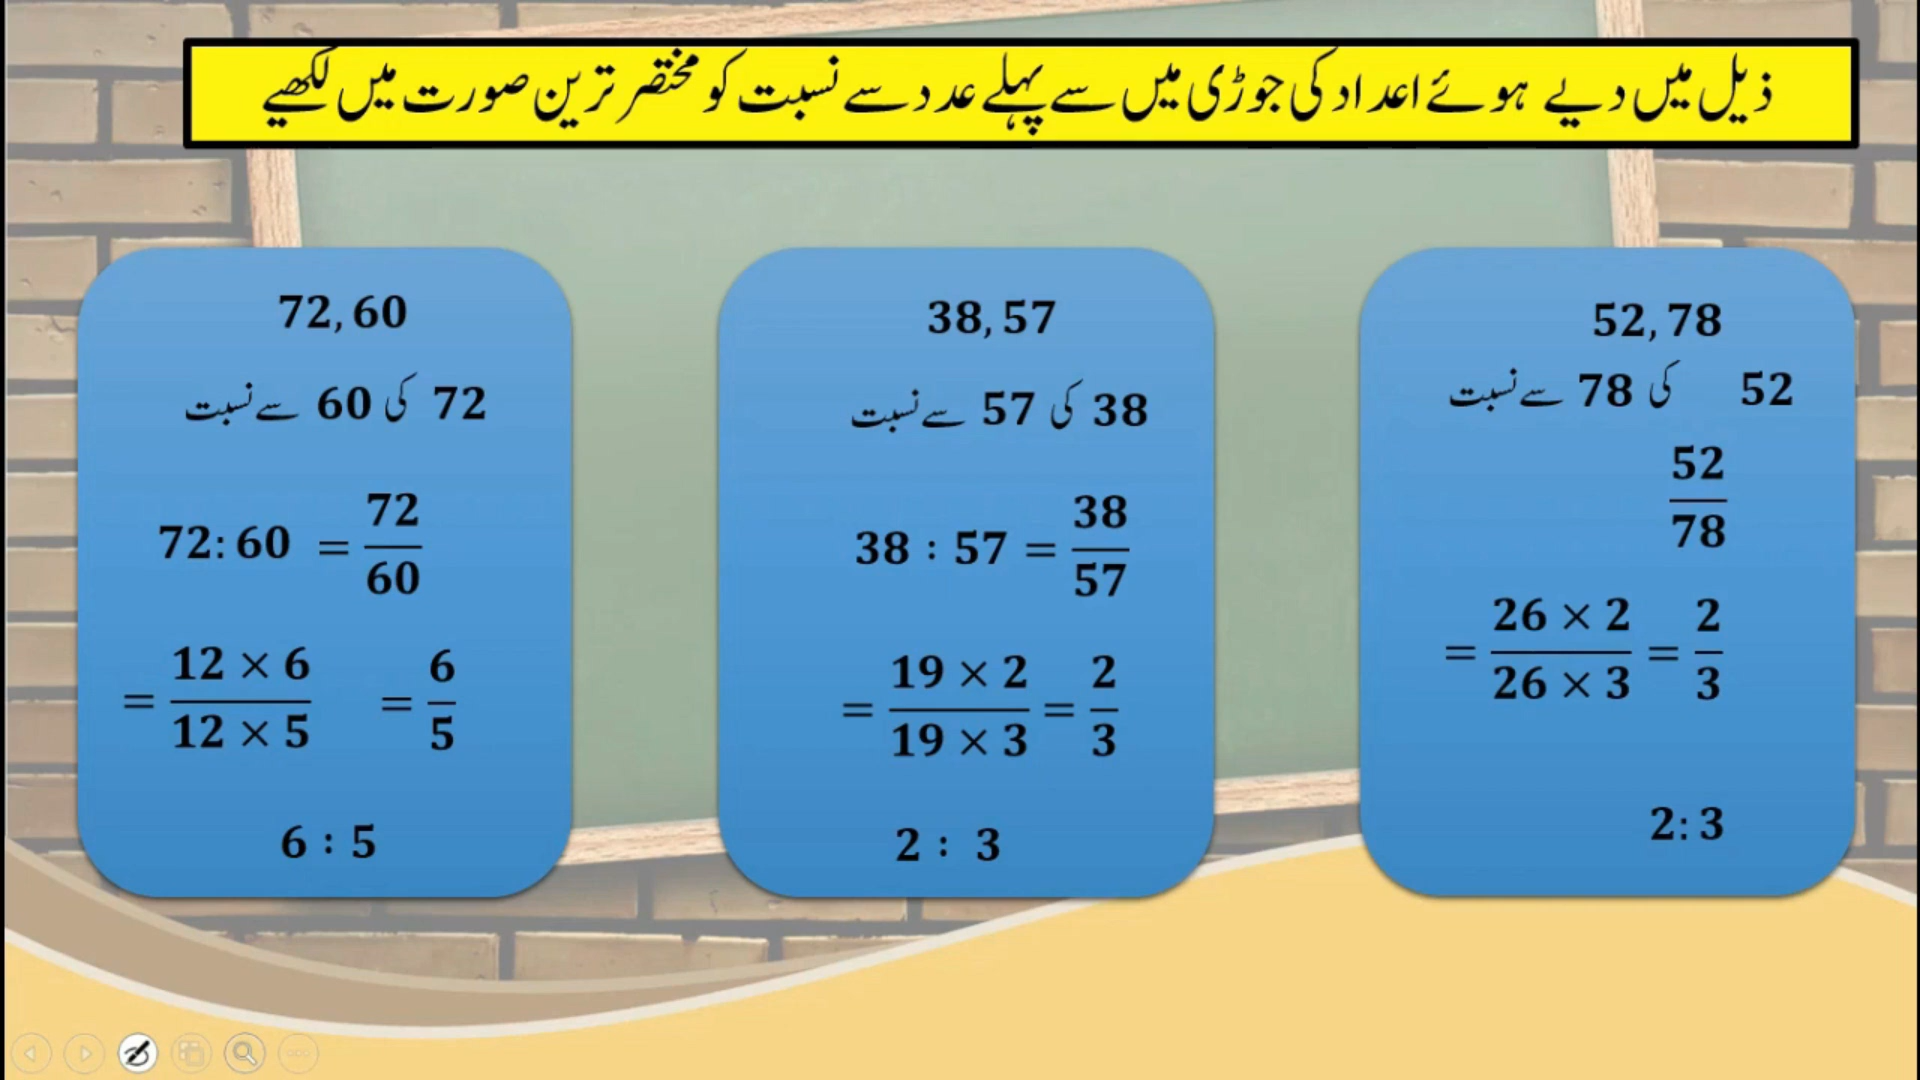 ذیل میں دیے ہوئے اعداد کی جوڑی میں سے پہلے عدد سے نسبت کو مختصر ترین صورت میں لکھیے
52, 78
52 کی 78 سے نسبت
52/78
= 26 × 2 / 26 × 3 = 2/3
2: 3
38, 57
38 کی 57 سے نسبت
38 : 57 = 38/57
= 19 × 2 / 19 × 3 = 2/3
2 : 3
72, 60
72 کی 60 سے نسبت
72: 60 = 72/60
= 12 × 6 / 12 × 5 = 6/5
6 : 5